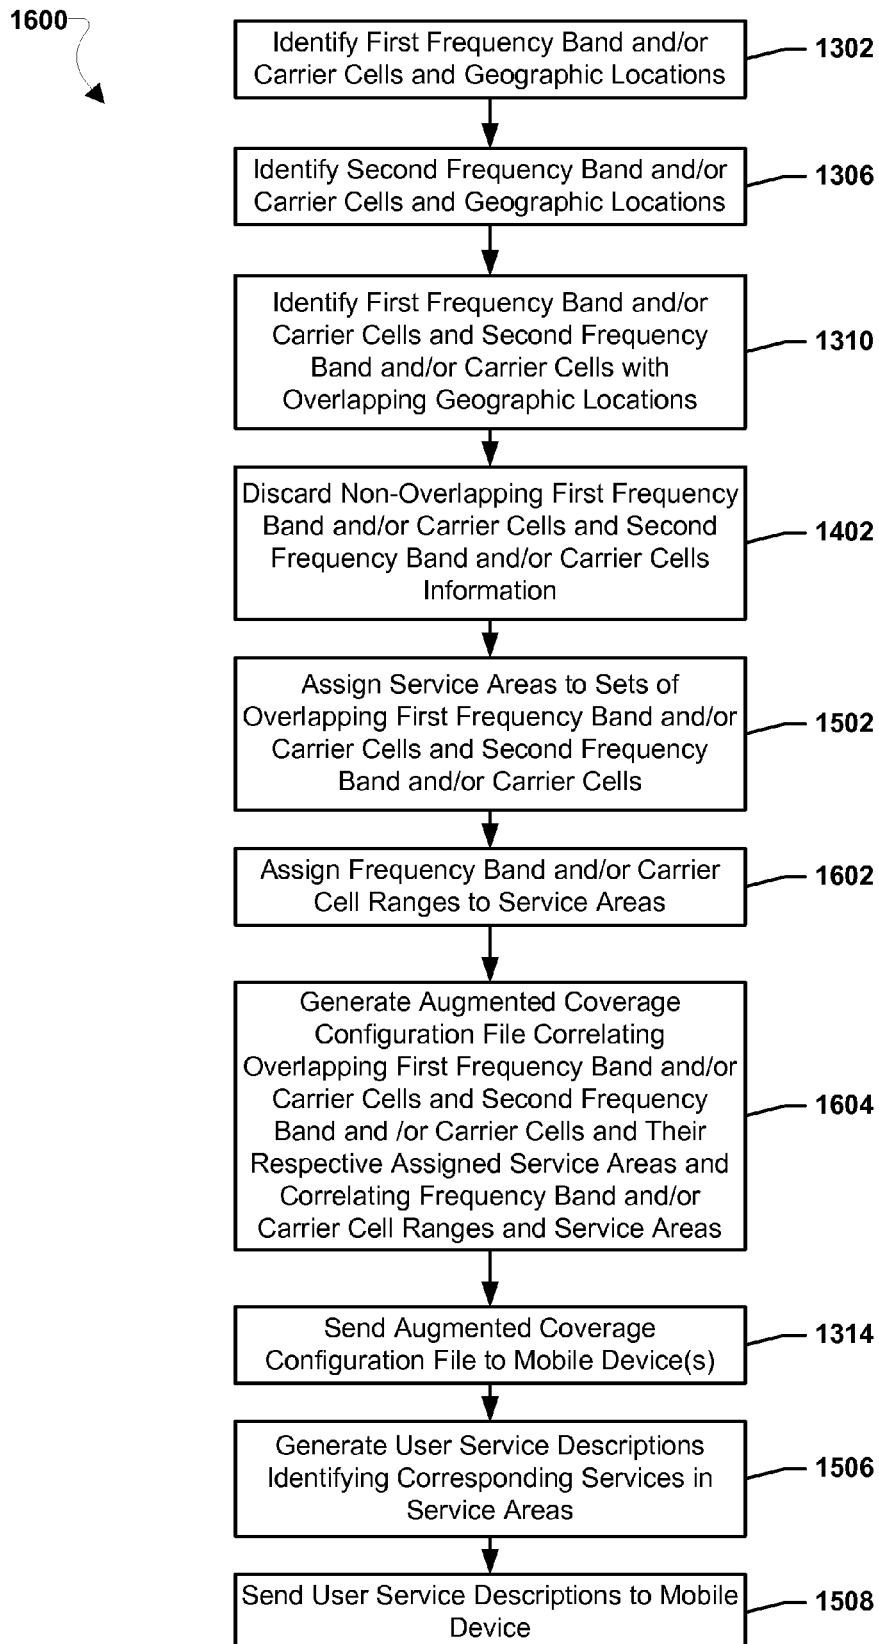 1600
Identify First Frequency Band and/or
Carrier Cells and Geographic Locations
1302
Identify Second Frequency Band and/or
Carrier Cells and Geographic Locations
1306
Identify First Frequency Band and/or
Carrier Cells and Second Frequency
Band and/or Carrier Cells with
Overlapping Geographic Locations
1310
Discard Non-Overlapping First Frequency
Band and/or Carrier Cells and Second
Frequency Band and/or Carrier Cells
Information
1402
Assign Service Areas to Sets of
Overlapping First Frequency Band and/or
Carrier Cells and Second Frequency
Band and/or Carrier Cells
1502
Assign Frequency Band and/or Carrier
Cell Ranges to Service Areas
1602
Generate Augmented Coverage
Configuration File Correlating
Overlapping First Frequency Band and/or
Carrier Cells and Second Frequency
Band and /or Carrier Cells and Their
Respective Assigned Service Areas and
Correlating Frequency Band and/or
Carrier Cell Ranges and Service Areas
1604
Send Augmented Coverage
Configuration File to Mobile Device(s)
1314
Generate User Service Descriptions
Identifying Corresponding Services in
Service Areas
1506
Send User Service Descriptions to Mobile
Device
1508